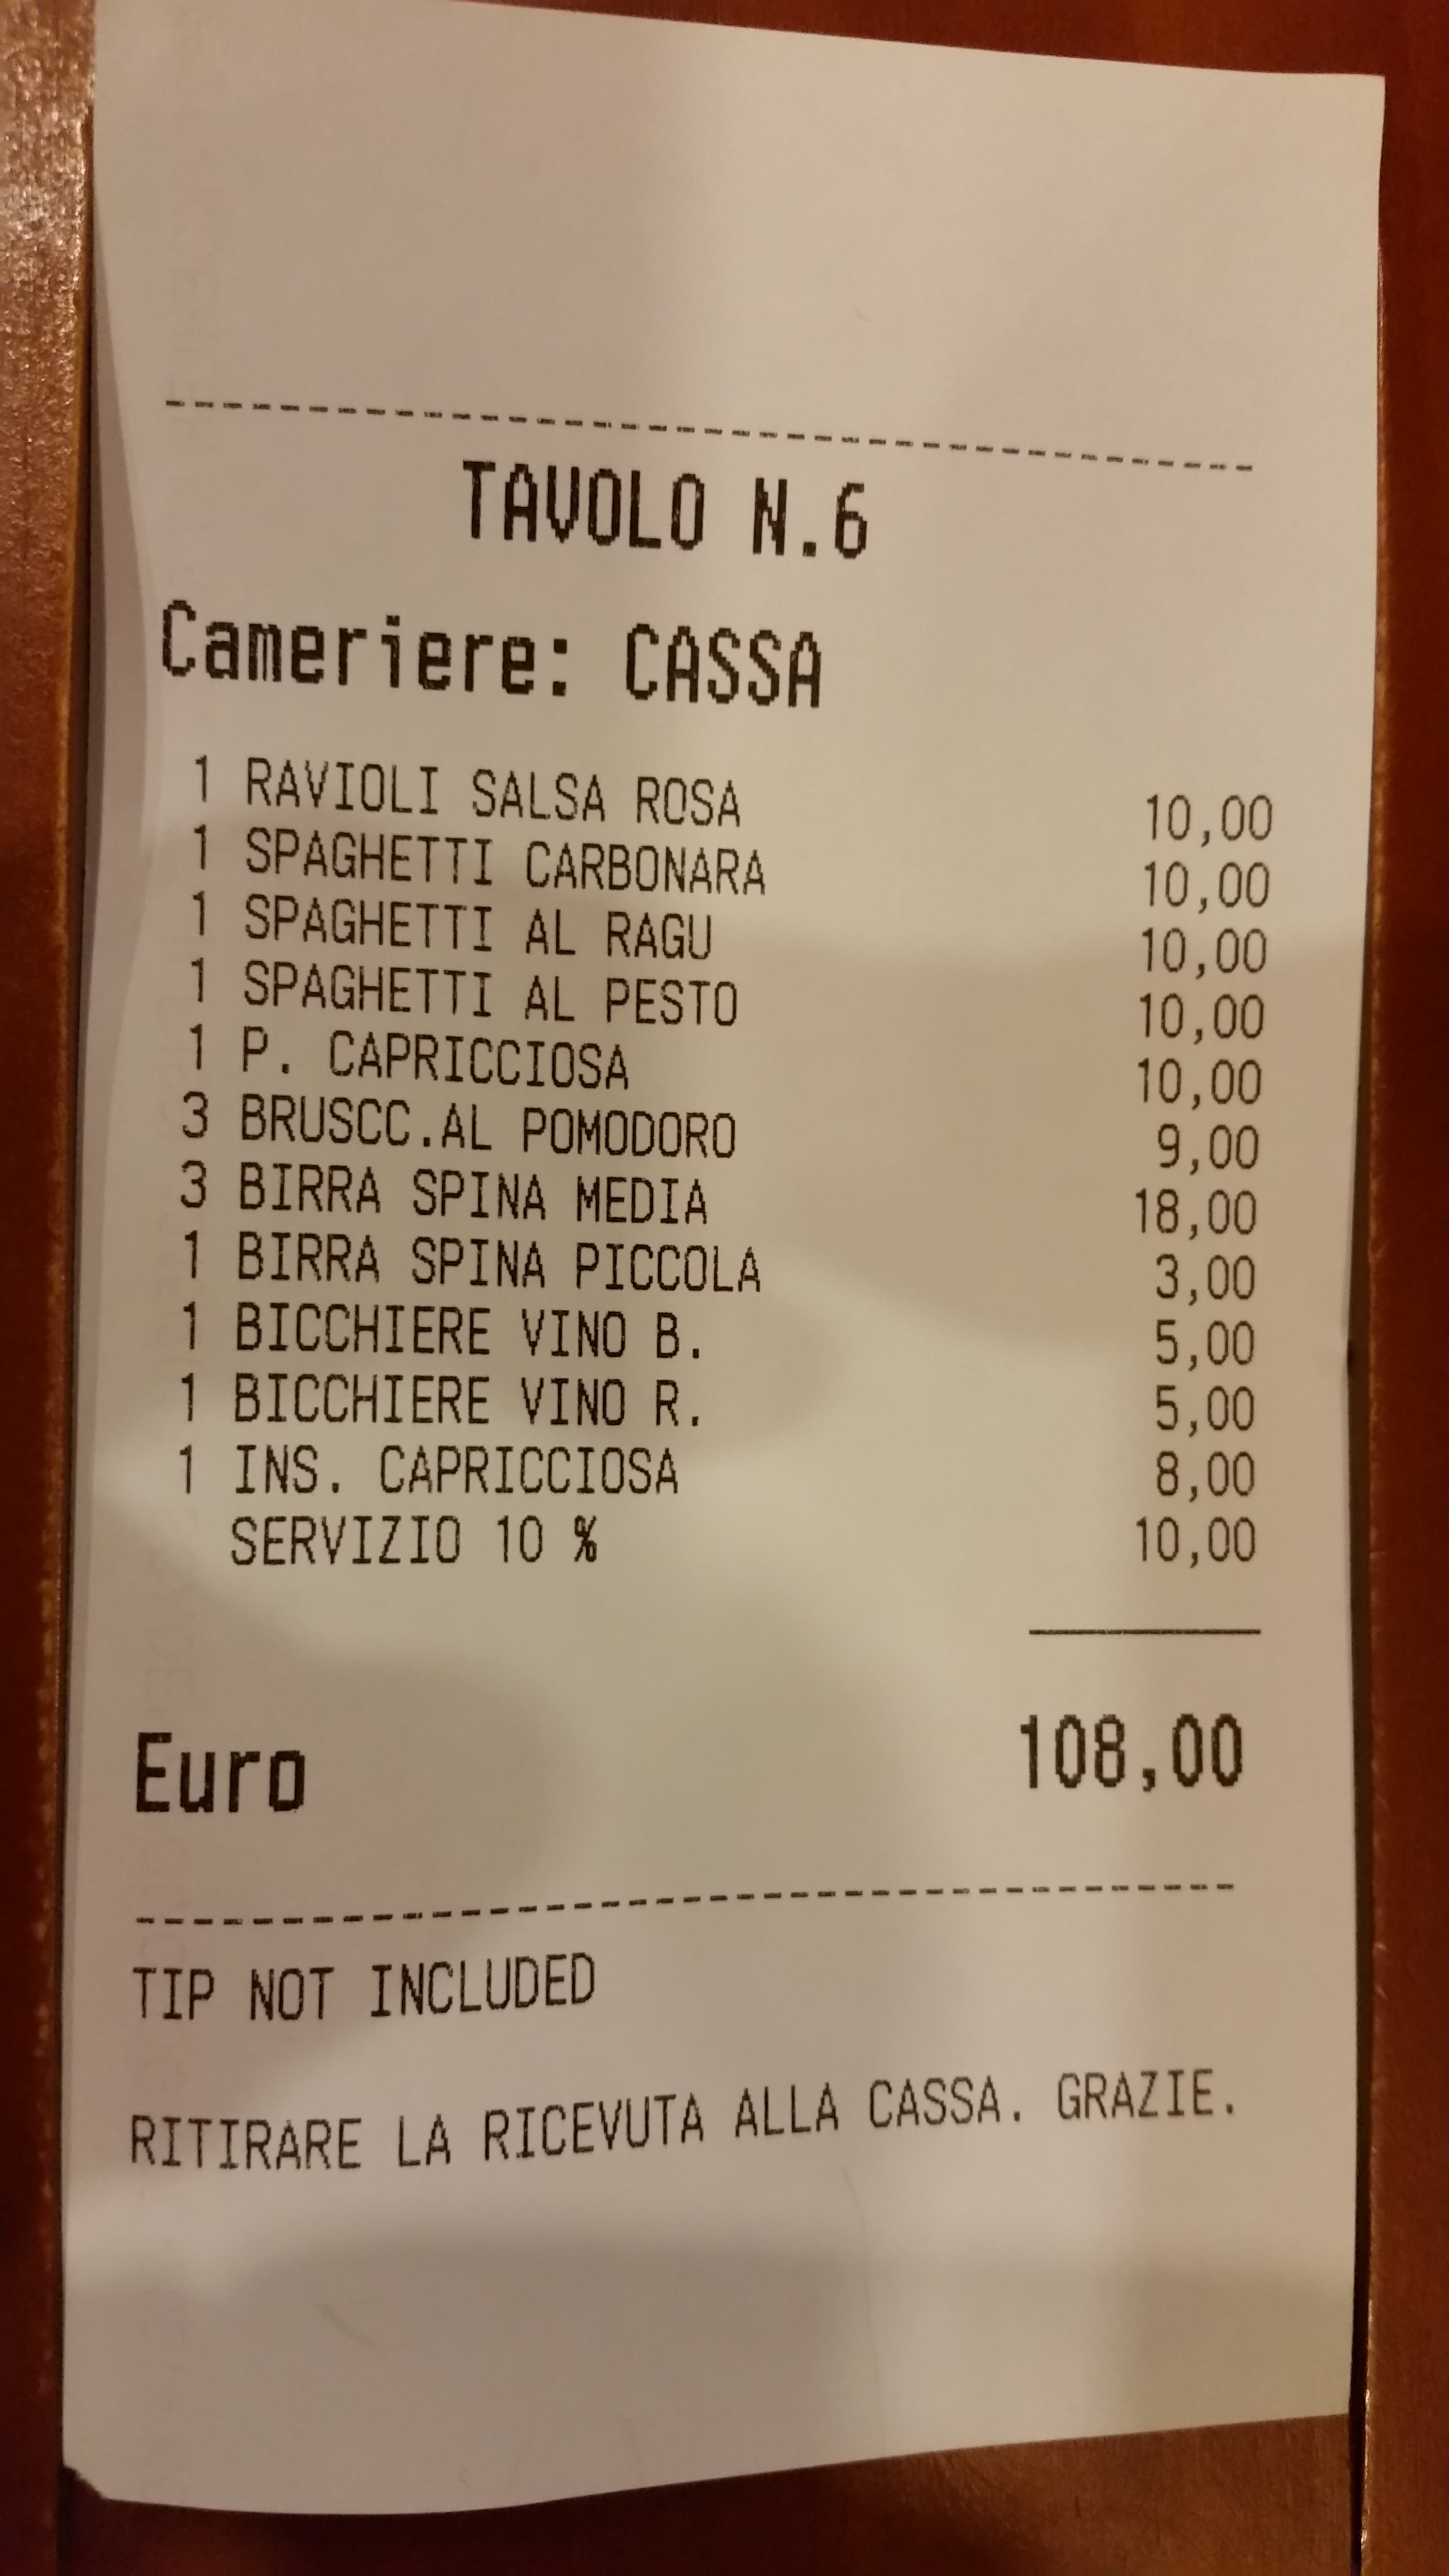 TAVOLO N.6
Cameriere: CASSA
1 RAVIOLI SALSA ROSA 10,00
1 SPAGHETTI CARBONARA 10,00
1 SPAGHETTI AL RAGU 10,00
1 SPAGHETTI AL PESTO 10,00
1 P. CAPRICCIOSA 10,00
3 BRUSCC.AL POMODORO 9,00
3 BIRRA SPINA MEDIA 18,00
1 BIRRA SPINA PICCOLA 3,00
1 BICCHIERE VINO B. 5,00
1 BICCHIERE VINO R. 5,00
1 INS. CAPRICCIOSA 8,00
SERVIZIO 10 % 10,00
Euro 108,00
TIP NOT INCLUDED
RITIRARE LA RICEVUTA ALLA CASSA. GRAZIE.